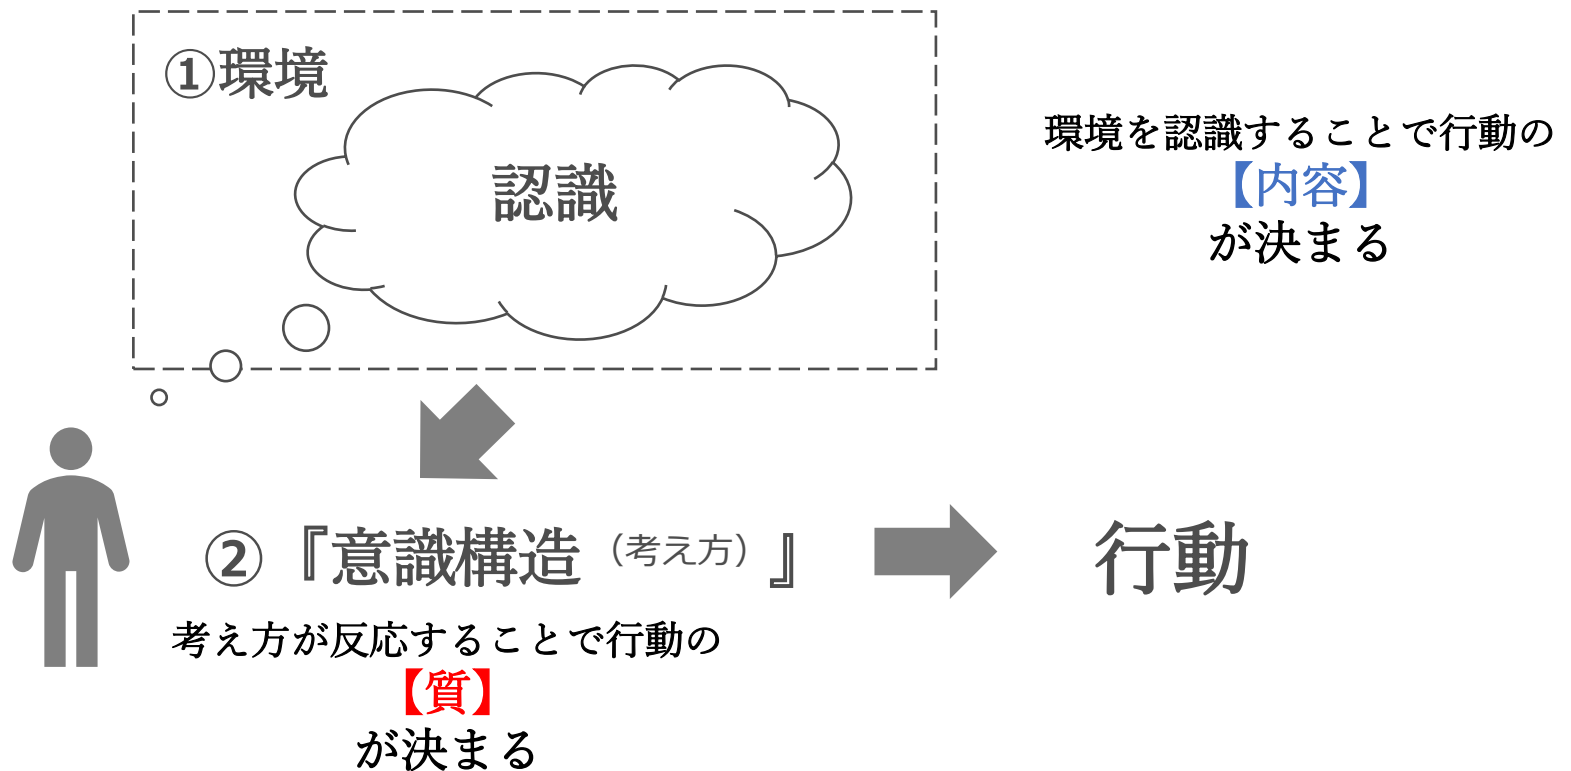 ①環境
認識
環境を認識することで行動の
【内容】
が決まる
②『意識構造（考え方）』
行動
考え方が反応することで行動の
【質】
が決まる